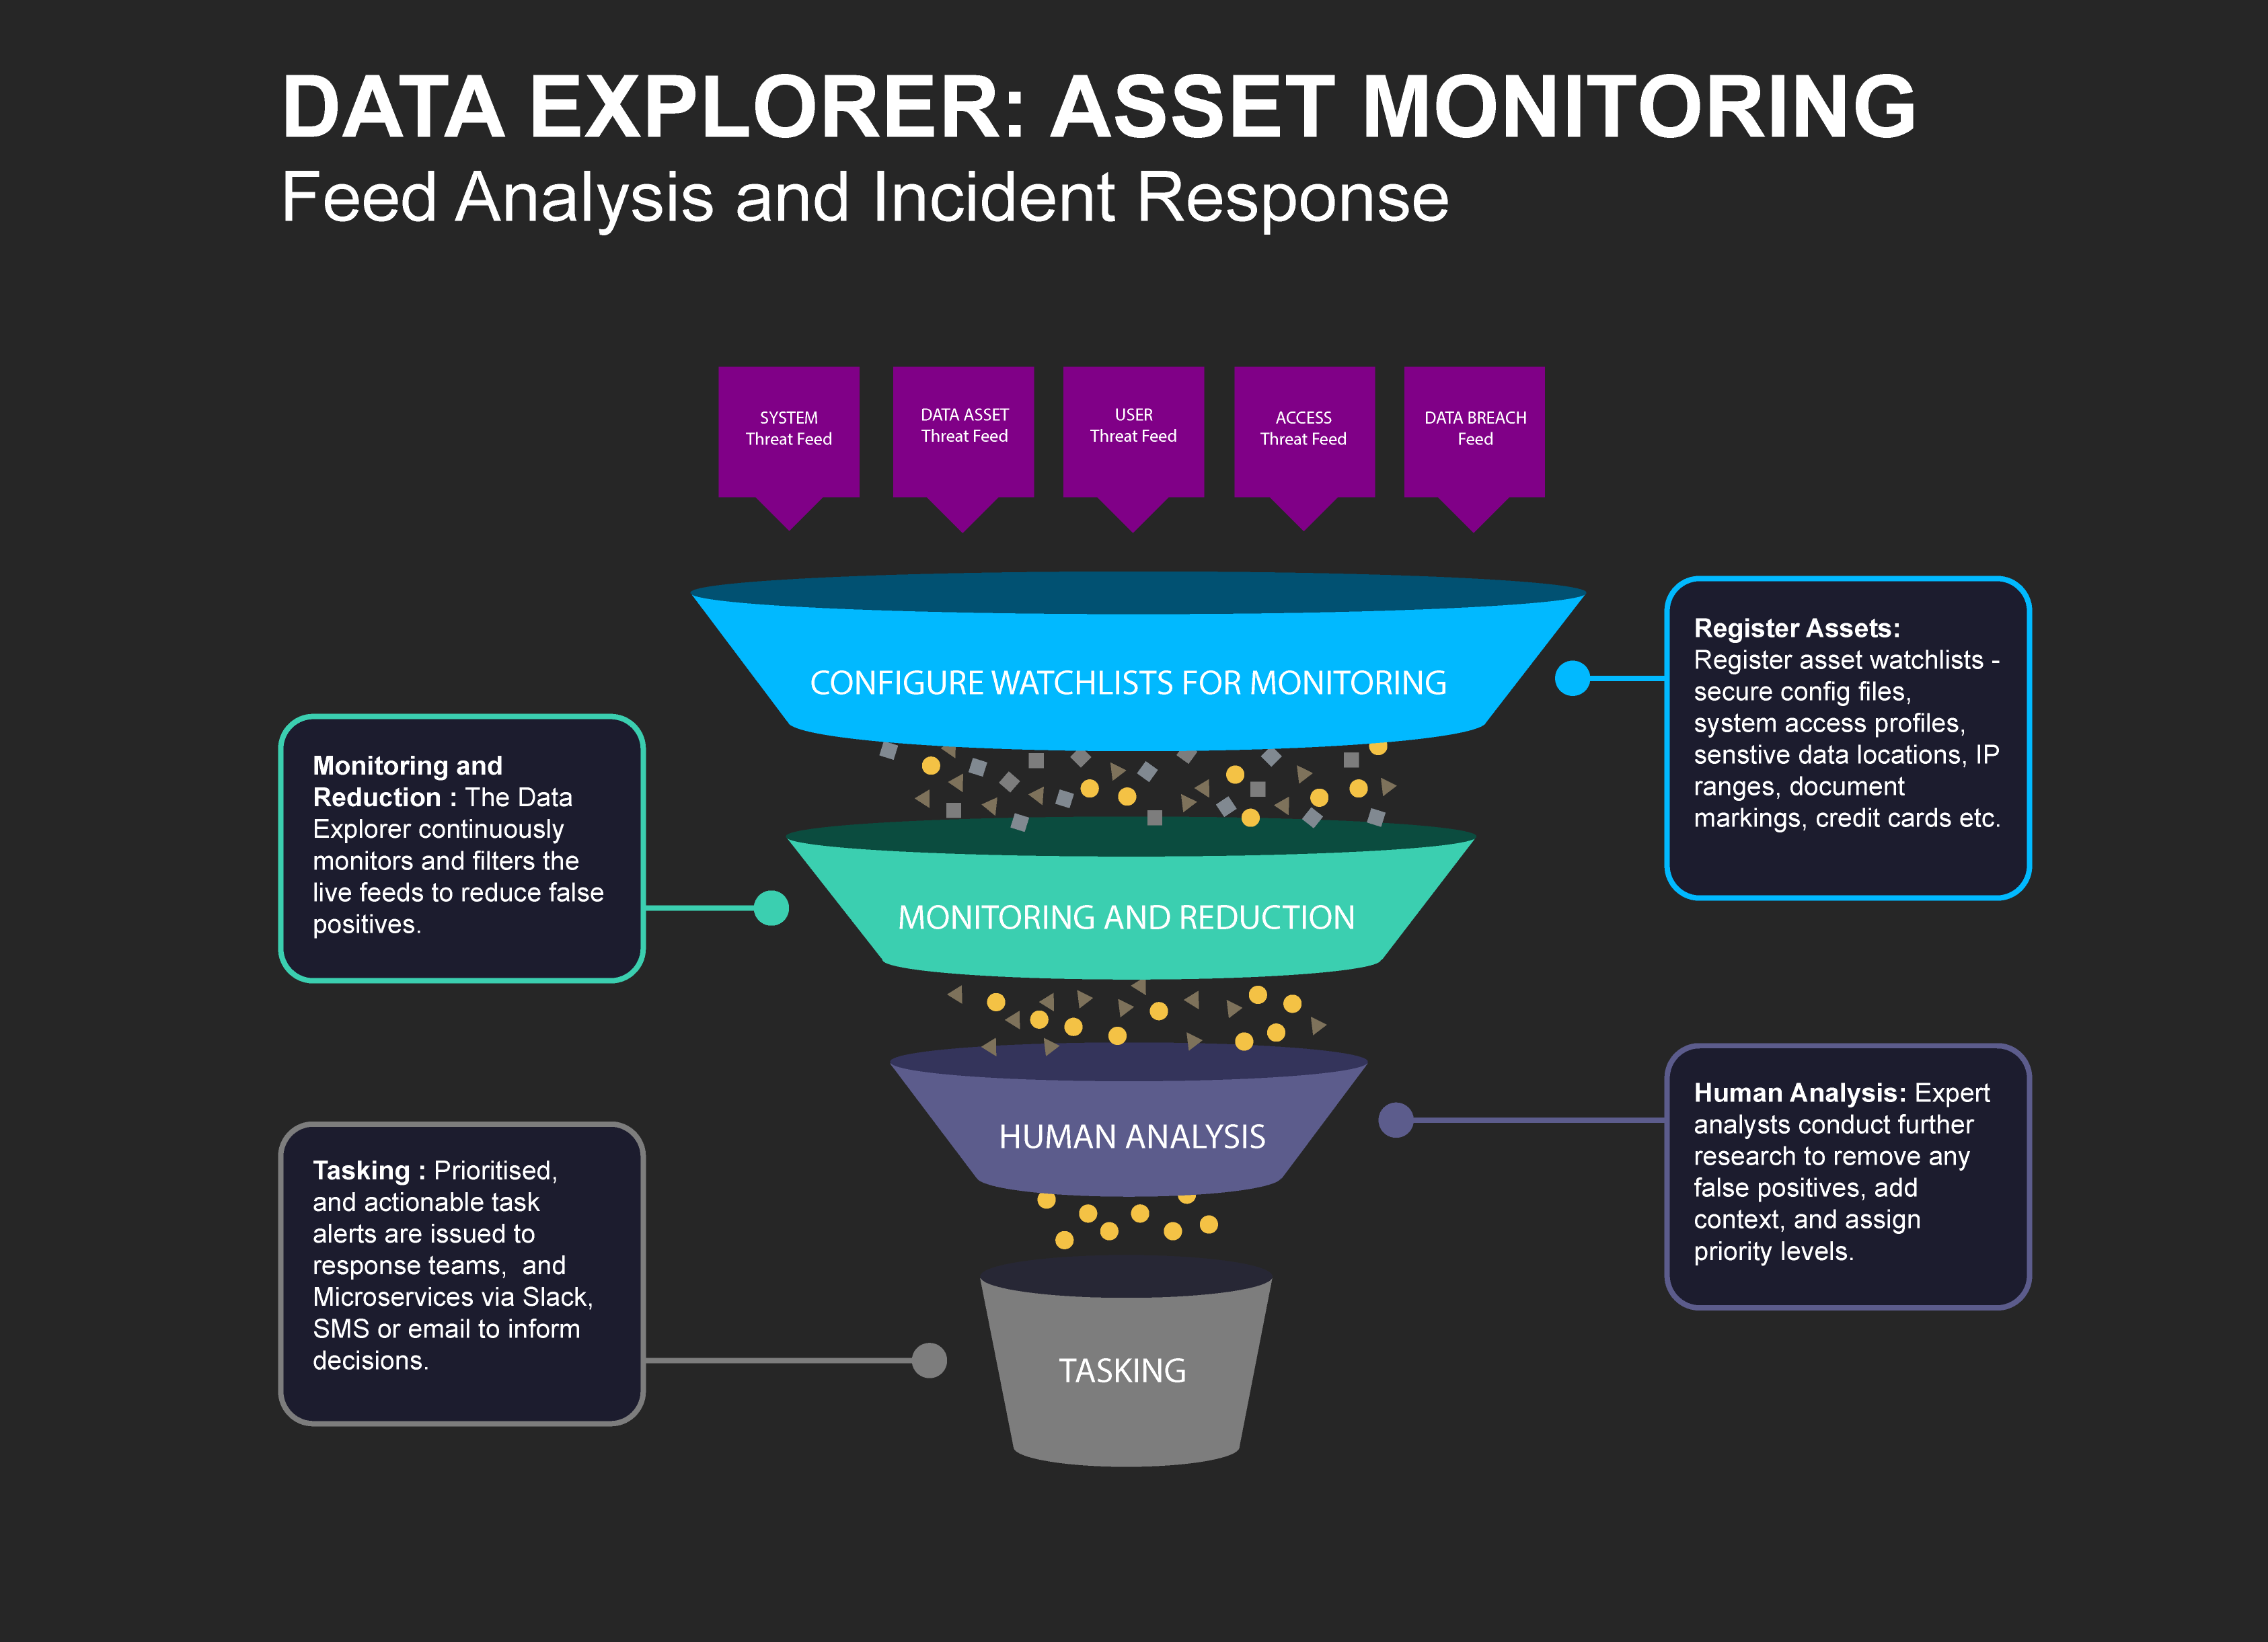 DATA EXPLORER: ASSET MONITORING
Feed Analysis and Incident Response
SYSTEM
Threat Feed
DATA ASSET
Threat Feed
USER
Threat Feed
ACCESS
Threat Feed
DATA BREACH
Feed
CONFIGURE WATCHLISTS FOR MONITORING
Register Assets:
Register asset watchlists -
secure config files,
system access profiles,
senstive data locations, IP
ranges, document
markings, credit cards etc.
Monitoring and
Reduction : The Data
Explorer continuously
monitors and filters the
live feeds to reduce false
positives.
MONITORING AND REDUCTION
HUMAN ANALYSIS
Human Analysis: Expert
analysts conduct further
research to remove any
false positives, add
context, and assign
priority levels.
Tasking : Prioritised,
and actionable task
alerts are issued to
response teams,  and
Microservices via Slack,
SMS or email to inform
decisions.
TASKING